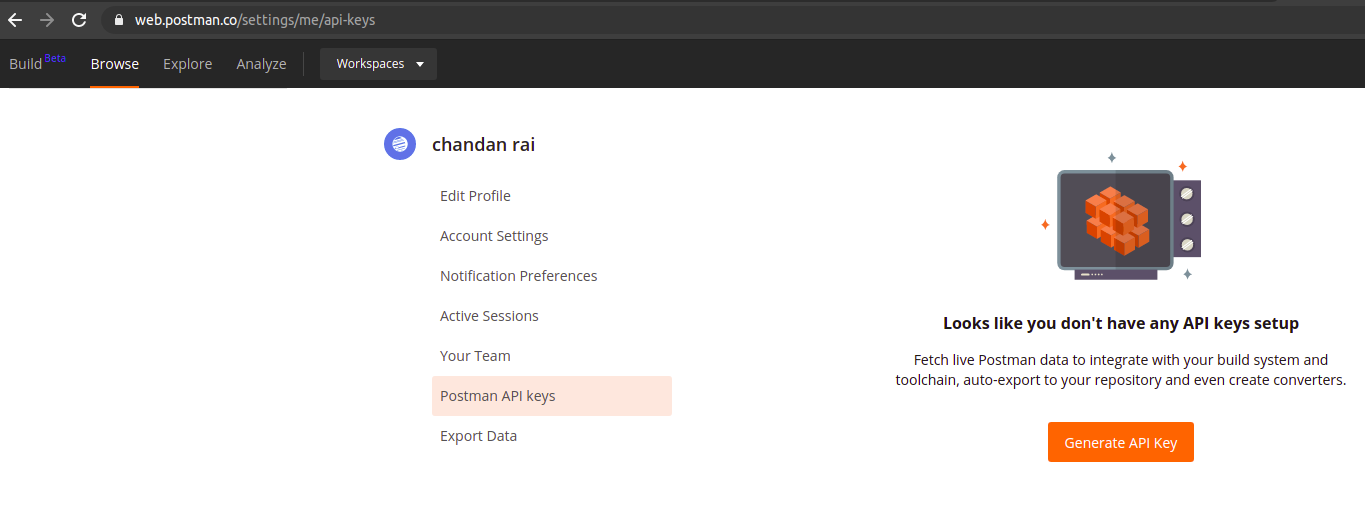 web.postman.co/settings/me/api-keys
Build Beta Browse Explore Analyze Workspaces
chandan rai
Edit Profile
Account Settings
Notification Preferences
Active Sessions
Your Team
Postman API keys
Export Data
Looks like you don't have any API keys setup
Fetch live Postman data to integrate with your build system and
toolchain, auto-export to your repository and even create converters.
Generate API Key